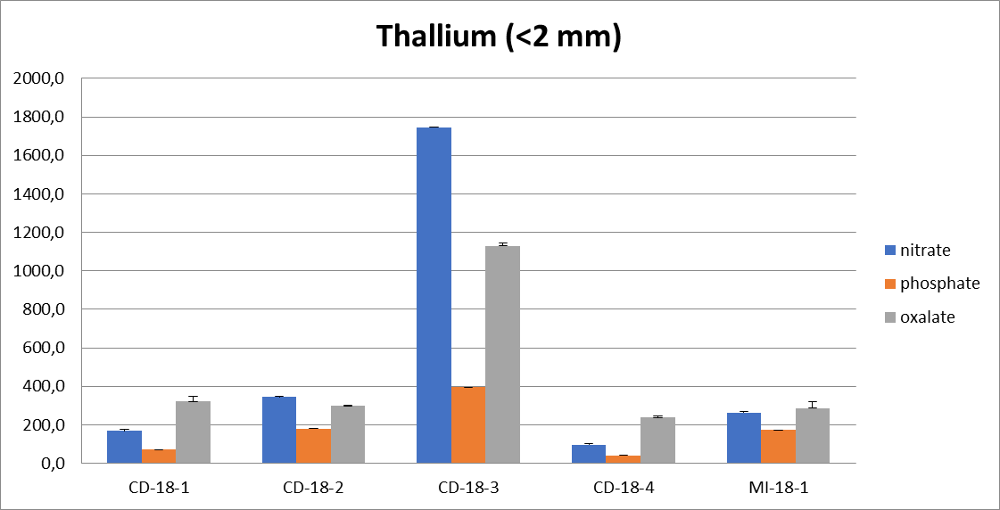 Thallium (<2 mm)
2000,0
1800,0
1600,0
1400,0
1200,0
1000,0
800,0
600,0
400,0
200,0
0,0
CD-18-1
CD-18-2
CD-18-3
CD-18-4
MI-18-1
nitrate
phosphate
oxalate